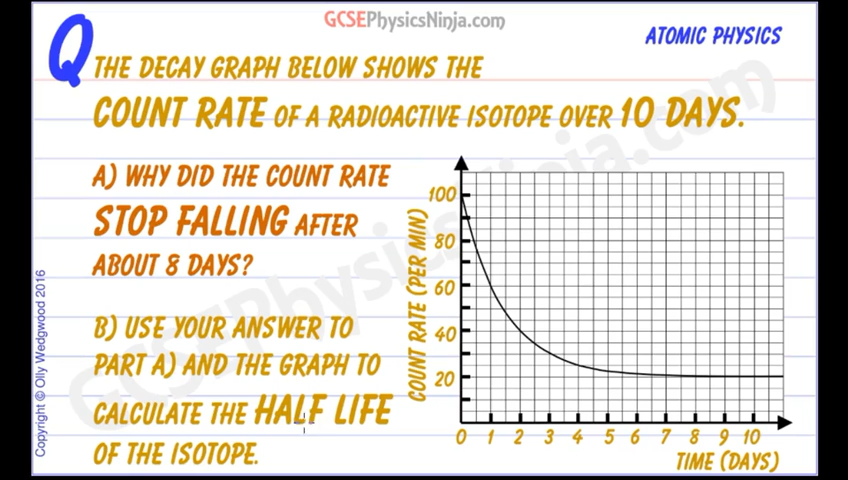 GCSEPhysicsNinja.com
Q
ATOMIC PHYSICS
THE DECAY GRAPH BELOW SHOWS THE
COUNT RATE OF A RADIOACTIVE ISOTOPE OVER 10 DAYS.
A) WHY DID THE COUNT RATE
STOP FALLING AFTER
ABOUT 8 DAYS?
B) USE YOUR ANSWER TO
PART A) AND THE GRAPH TO
CALCULATE THE HALF LIFE
OF THE ISOTOPE.
COUNT RATE (PER MIN)
100
80
60
40
20
0 1 2 3 4 5 6 7 8 9 10
TIME (DAYS)
Copyright © Olly Wedgwood 2016
GCSEPhysicsNinja.com